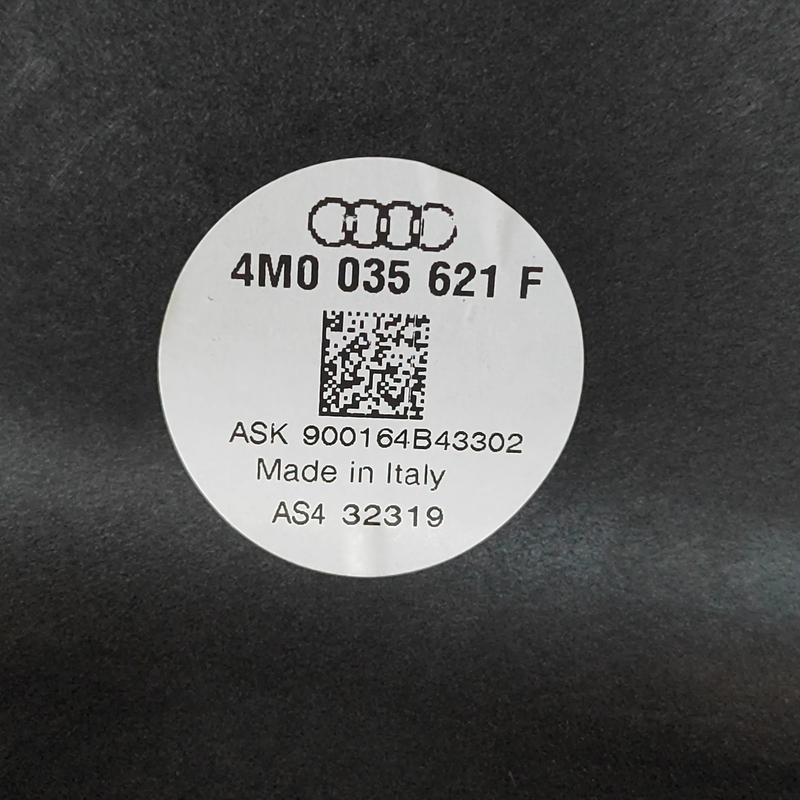 4M0 035 621 F
ASK 900164B43302
Made in Italy
AS4 32319